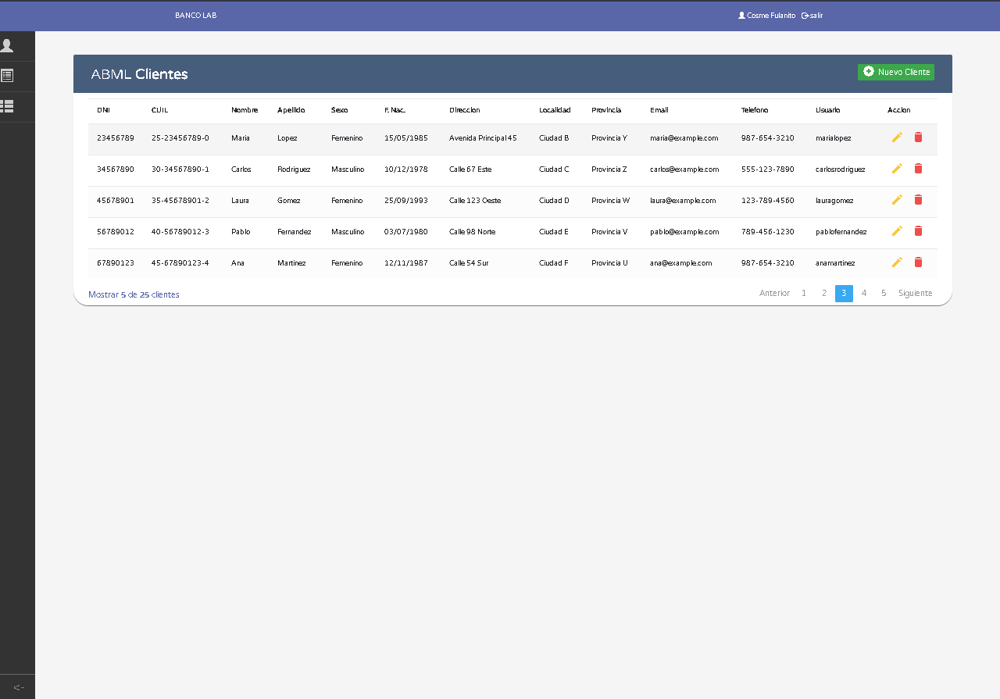 BANCO LAB Cosme Fulanito salir
ABML Clientes Nuevo Cliente
DNI CUIL Nombre Apellido Sexo F. Nac. Direccion Localidad Provincia Email Telefono Usuario Accion
23456789 25-23456789-0 Maria Lopez Femenino 15/05/1985 Avenida Principal 45 Ciudad B Provincia Y maria@example.com 987-654-3210 marialopez
34567890 30-34567890-1 Carlos Rodriguez Masculino 10/12/1978 Calle 67 Este Ciudad C Provincia Z carlos@example.com 555-123-7890 carlosrodriguez
45678901 35-45678901-2 Laura Gomez Femenino 25/09/1993 Calle 123 Oeste Ciudad D Provincia W laura@example.com 123-789-4560 lauragomez
56789012 40-56789012-3 Pablo Fernandez Masculino 03/07/1980 Calle 98 Norte Ciudad E Provincia V pablo@example.com 789-456-1230 pablofernandez
67890123 45-67890123-4 Ana Martinez Femenino 12/11/1987 Calle 54 Sur Ciudad F Provincia U ana@example.com 987-654-3210 anamartinez
Mostrar 5 de 25 clientes Anterior 1 2 3 4 5 Siguiente
<-